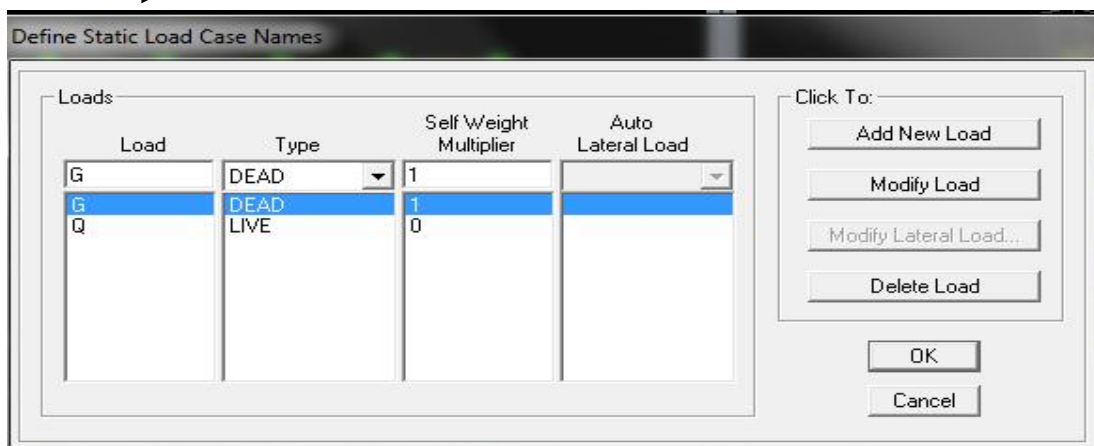 Define Static Load Case Names
Loads
Click To:
Load Type Self Weight Multiplier Auto Lateral Load
G DEAD 1
G DEAD 1
Q LIVE 0
Add New Load
Modify Load
Modify Lateral Load...
Delete Load
OK
Cancel